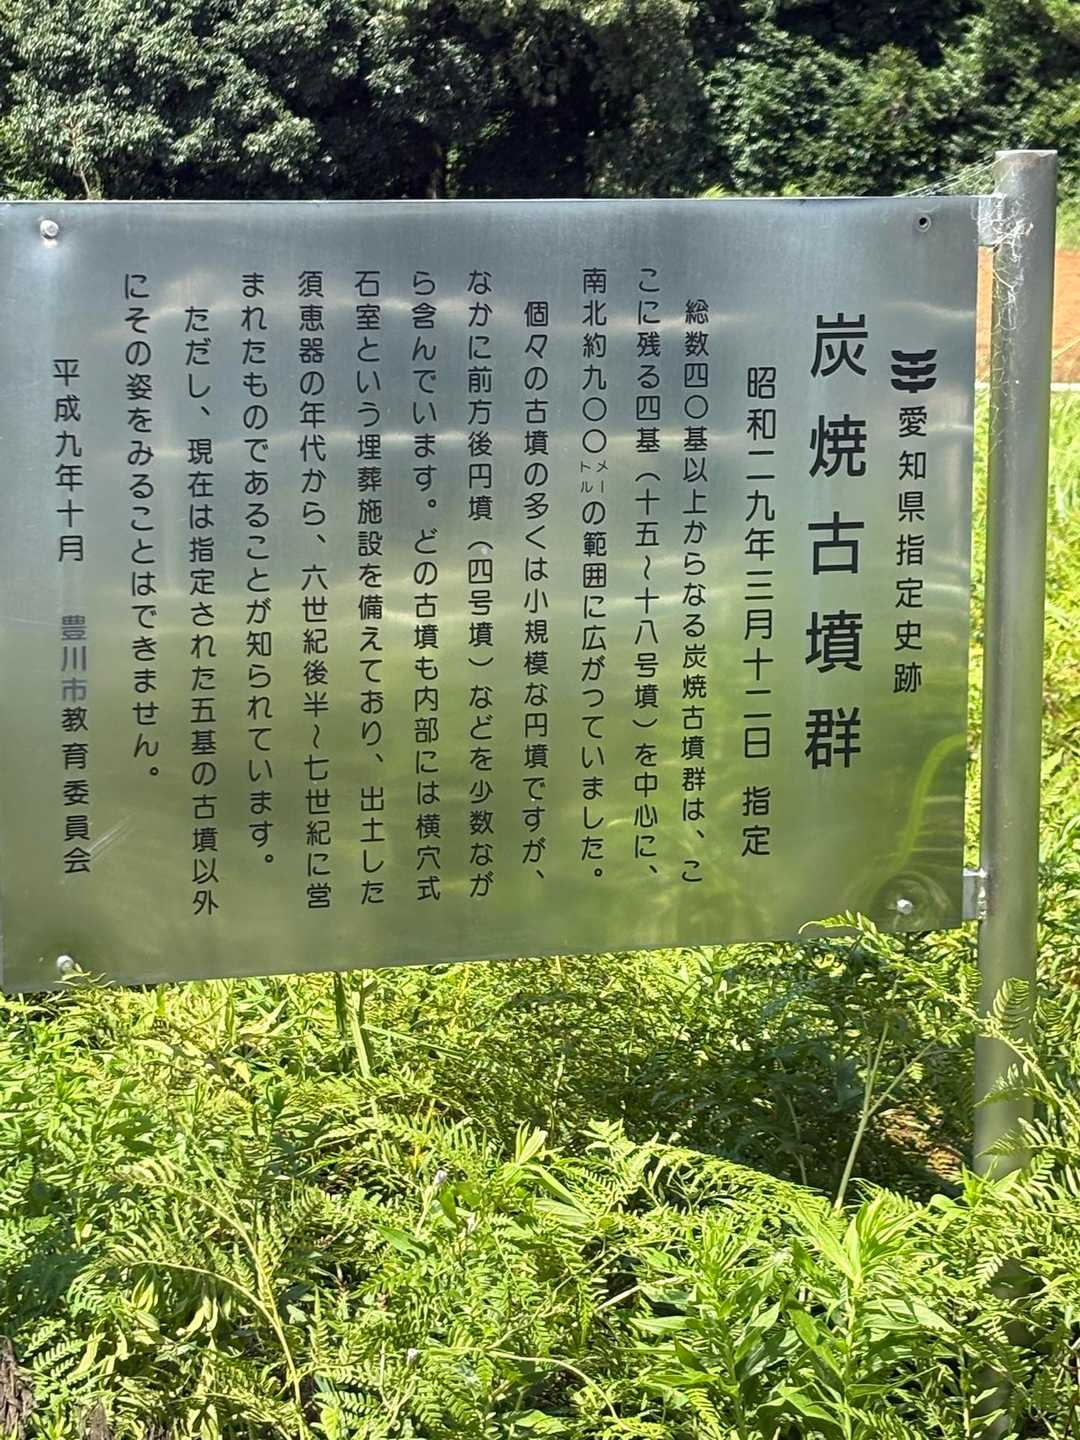 愛知県指定史跡
炭焼古墳群
昭和二九年三月十二日 指定
総数四〇基以上からなる炭焼古墳群は、こ
こに残る四基（十五～十八号墳）を中心に、
南北約九〇〇メートルの範囲に広がっていました。
個々の古墳の多くは小規模な円墳ですが、
なかに前方後円墳（四号墳）などを少数なが
ら含んでいます。どの古墳も内部には横穴式
石室という埋葬施設を備えており、出土した
須恵器の年代から、六世紀後半～七世紀に営
まれたものであることが知られています。
ただし、現在は指定された五基の古墳以外
にその姿をみることはできません。
平成九年十月 豊川市教育委員会